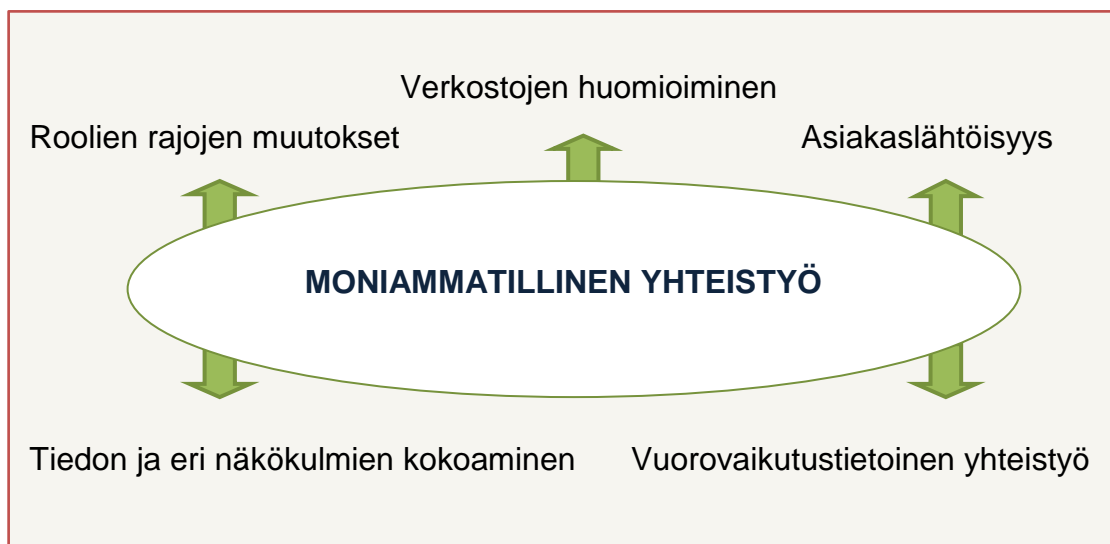 Verkostojen huomioiminen
Roolien rajojen muutokset
Asiakaslähtöisyys
MONIAMMATILLINEN YHTEISTYÖ
Tiedon ja eri näkökulmien kokoaminen
Vuorovaikutustietoinen yhteistyö